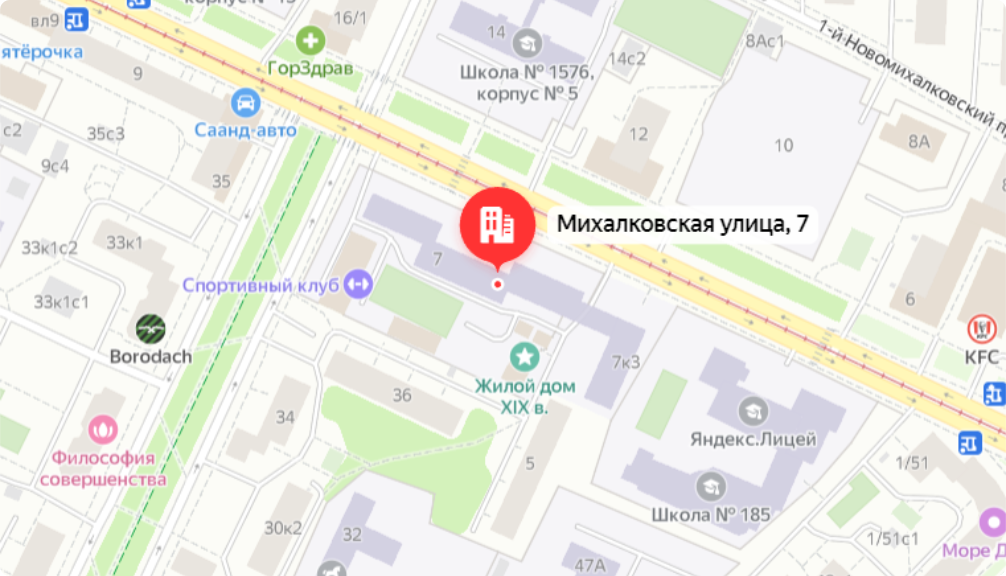 корпус № 15
вл9
16/1
14
14с2
8Ас1
1-й Новомихалковский п
ятёрочка
9
ГорЗдрав
Школа № 1576,
корпус № 5
Саанд-авто
с2
35с3
12
10
8А
9с4
35
Михалковская улица, 7
33к1с2
33к1
7
Спортивный клуб
33к1с1
6
Borodach
KFC
KFC
7к3
Жилой дом
XIX в.
36
34
Яндекс.Лицей
Философия
совершенства
5
1/51
Школа № 185
30к2
32
1/51с1
Море Д
47А